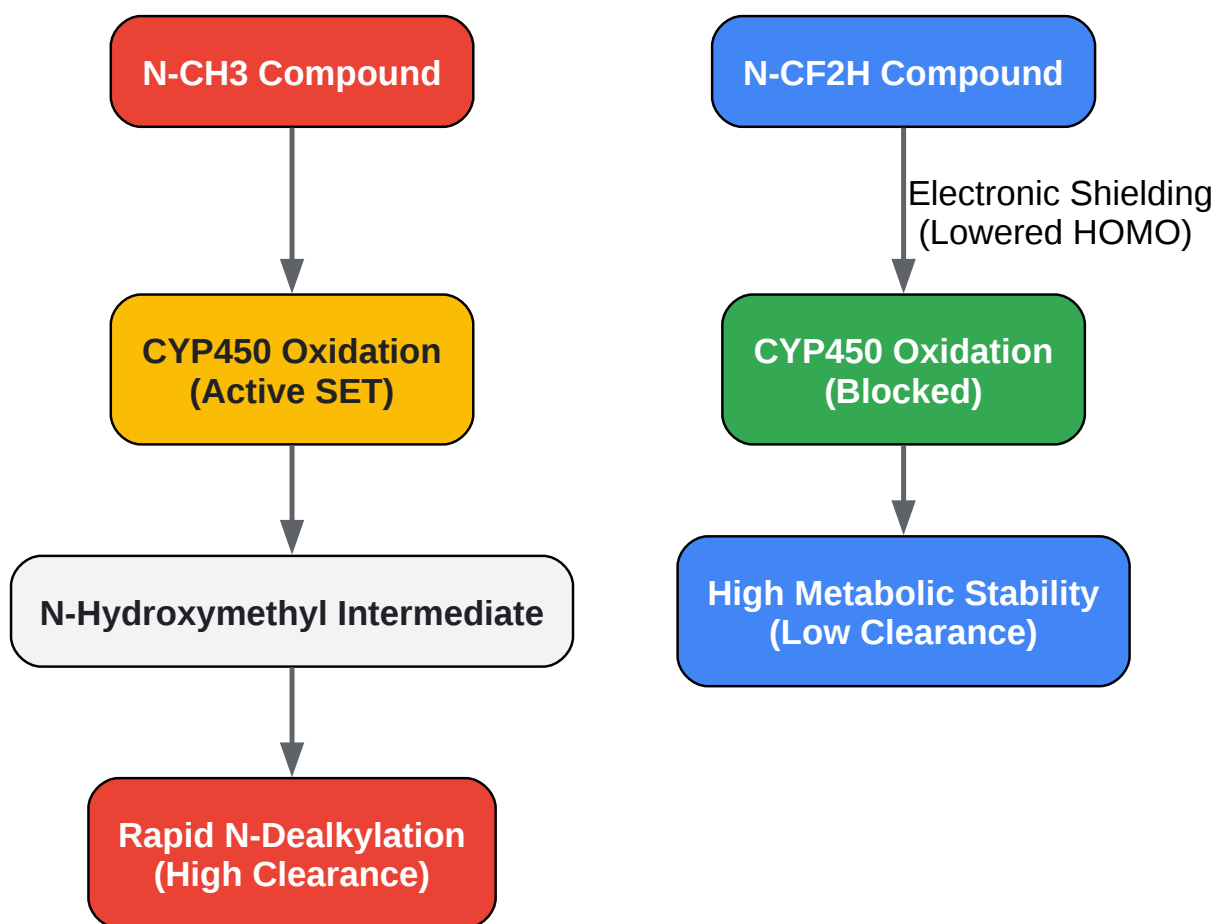 N-CH3 Compound
CYP450 Oxidation
(Active SET)
N-Hydroxymethyl Intermediate
Rapid N-Dealkylation
(High Clearance)
N-CF2H Compound
Electronic Shielding
(Lowered HOMO)
CYP450 Oxidation
(Blocked)
High Metabolic Stability
(Low Clearance)